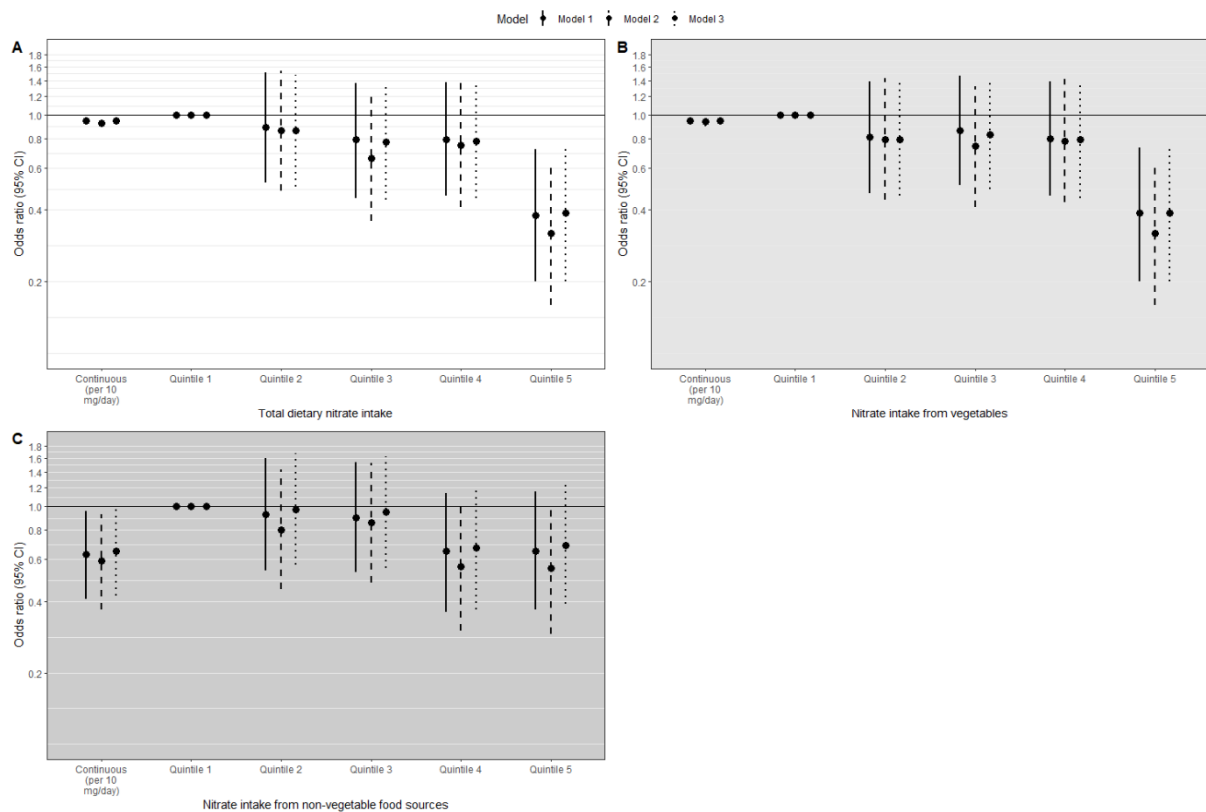 Model Model 1 Model 2 Model 3
A
Odds ratio (95% CI)
1.8
1.6
1.4
1.2
1.0
0.8
0.6
0.4
0.2
Continuous
(per 10
mg/day)
Quintile 1
Quintile 2
Quintile 3
Quintile 4
Quintile 5
Total dietary nitrate intake
B
Odds ratio (95% CI)
1.8
1.6
1.4
1.2
1.0
0.8
0.6
0.4
0.2
Continuous
(per 10
mg/day)
Quintile 1
Quintile 2
Quintile 3
Quintile 4
Quintile 5
Nitrate intake from vegetables
C
Odds ratio (95% CI)
1.8
1.6
1.4
1.2
1.0
0.8
0.6
0.4
0.2
Continuous
(per 10
mg/day)
Quintile 1
Quintile 2
Quintile 3
Quintile 4
Quintile 5
Nitrate intake from non-vegetable food sources